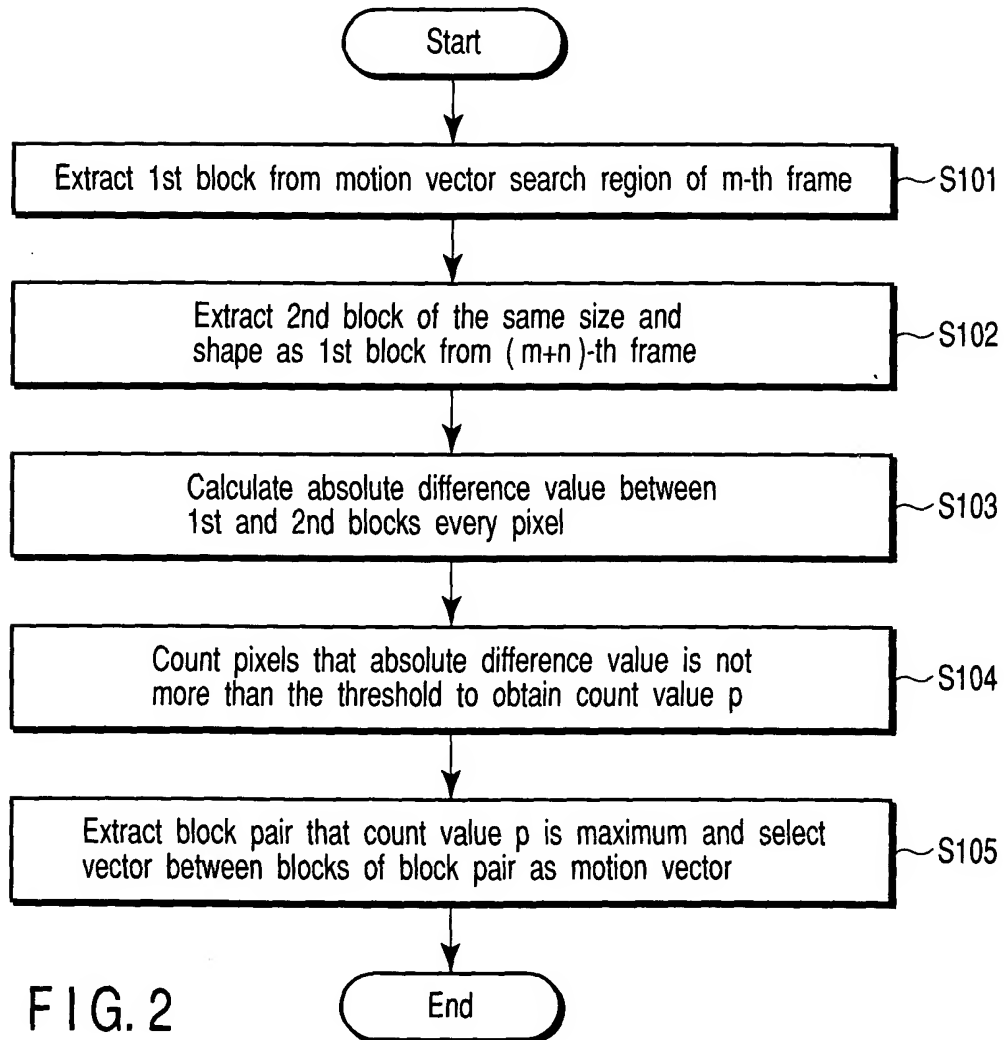 Start
Extract 1st block from motion vector search region of m-th frame
S101
Extract 2nd block of the same size and
shape as 1st block from (m+n)-th frame
S102
Calculate absolute difference value between
1st and 2nd blocks every pixel
S103
Count pixels that absolute difference value is not
more than the threshold to obtain count value p
S104
Extract block pair that count value p is maximum and select
vector between blocks of block pair as motion vector
S105
End
FIG. 2